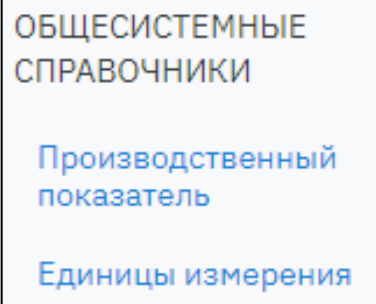 ОБЩЕСИСТЕМНЫЕ
СПРАВОЧНИКИ
Производственный
показатель
Единицы измерения